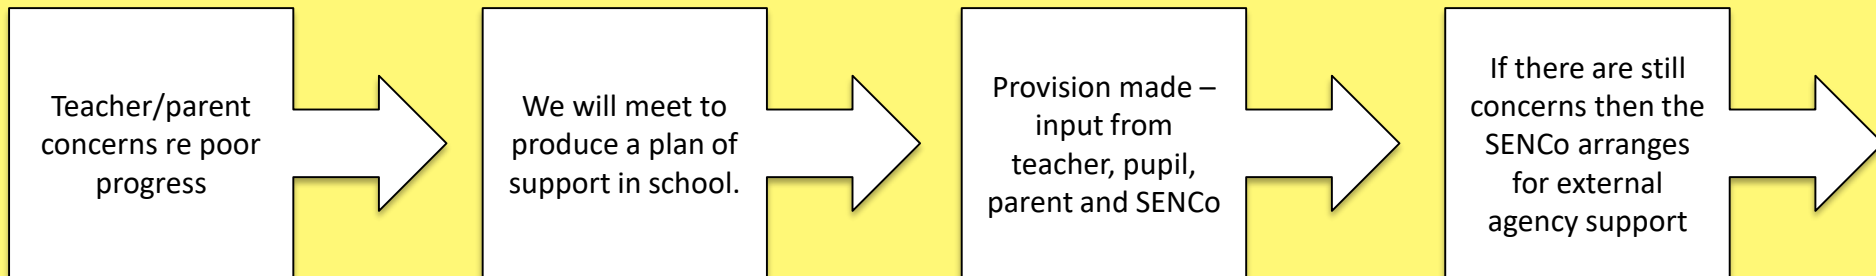 Teacher/parent
concerns re poor
progress
We will meet to
produce a plan of
support in school.
Provision made –
input from
teacher, pupil,
parent and SENCo
If there are still
concerns then the
SENCo arranges
for external
agency support